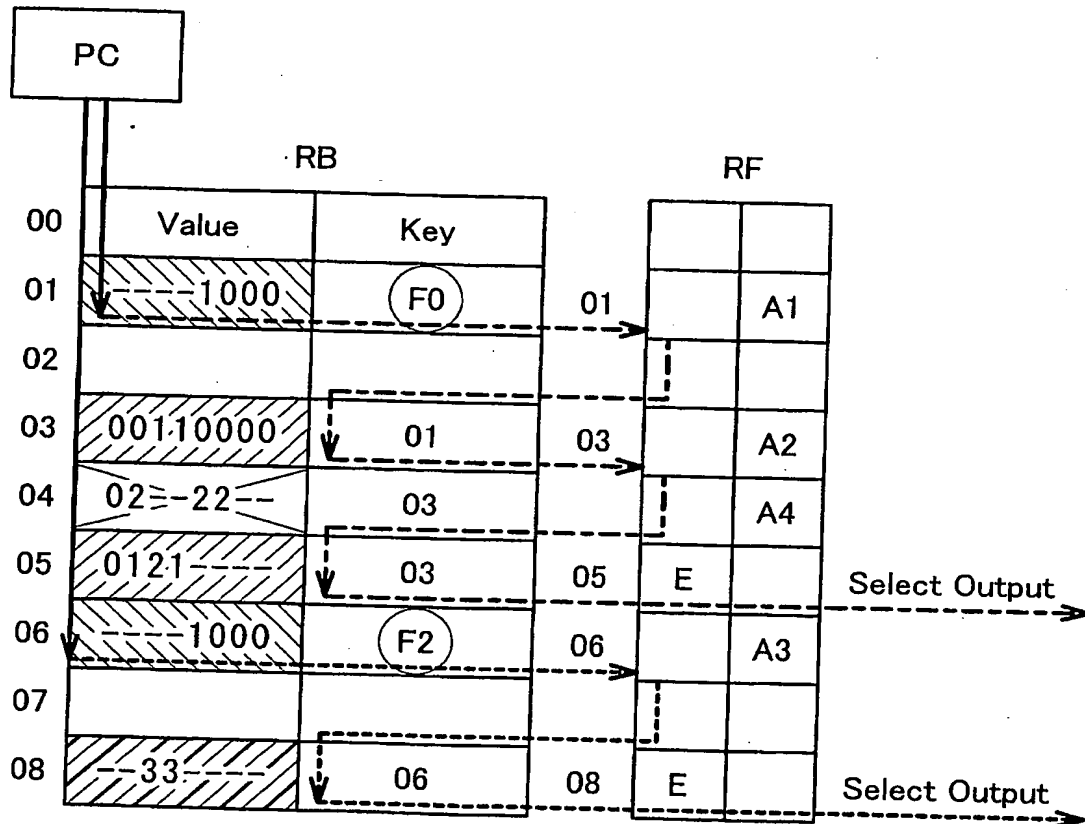 PC
RB RF
00 Value Key
01 ----1000 F0 01 A1
02
03 00110000 01 03 A2
04 02---22--- 03 A4
05 0121---- 03 05 E Select Output
06 ----1000 F2 06 A3
07
08 --33---- 06 08 E Select Output